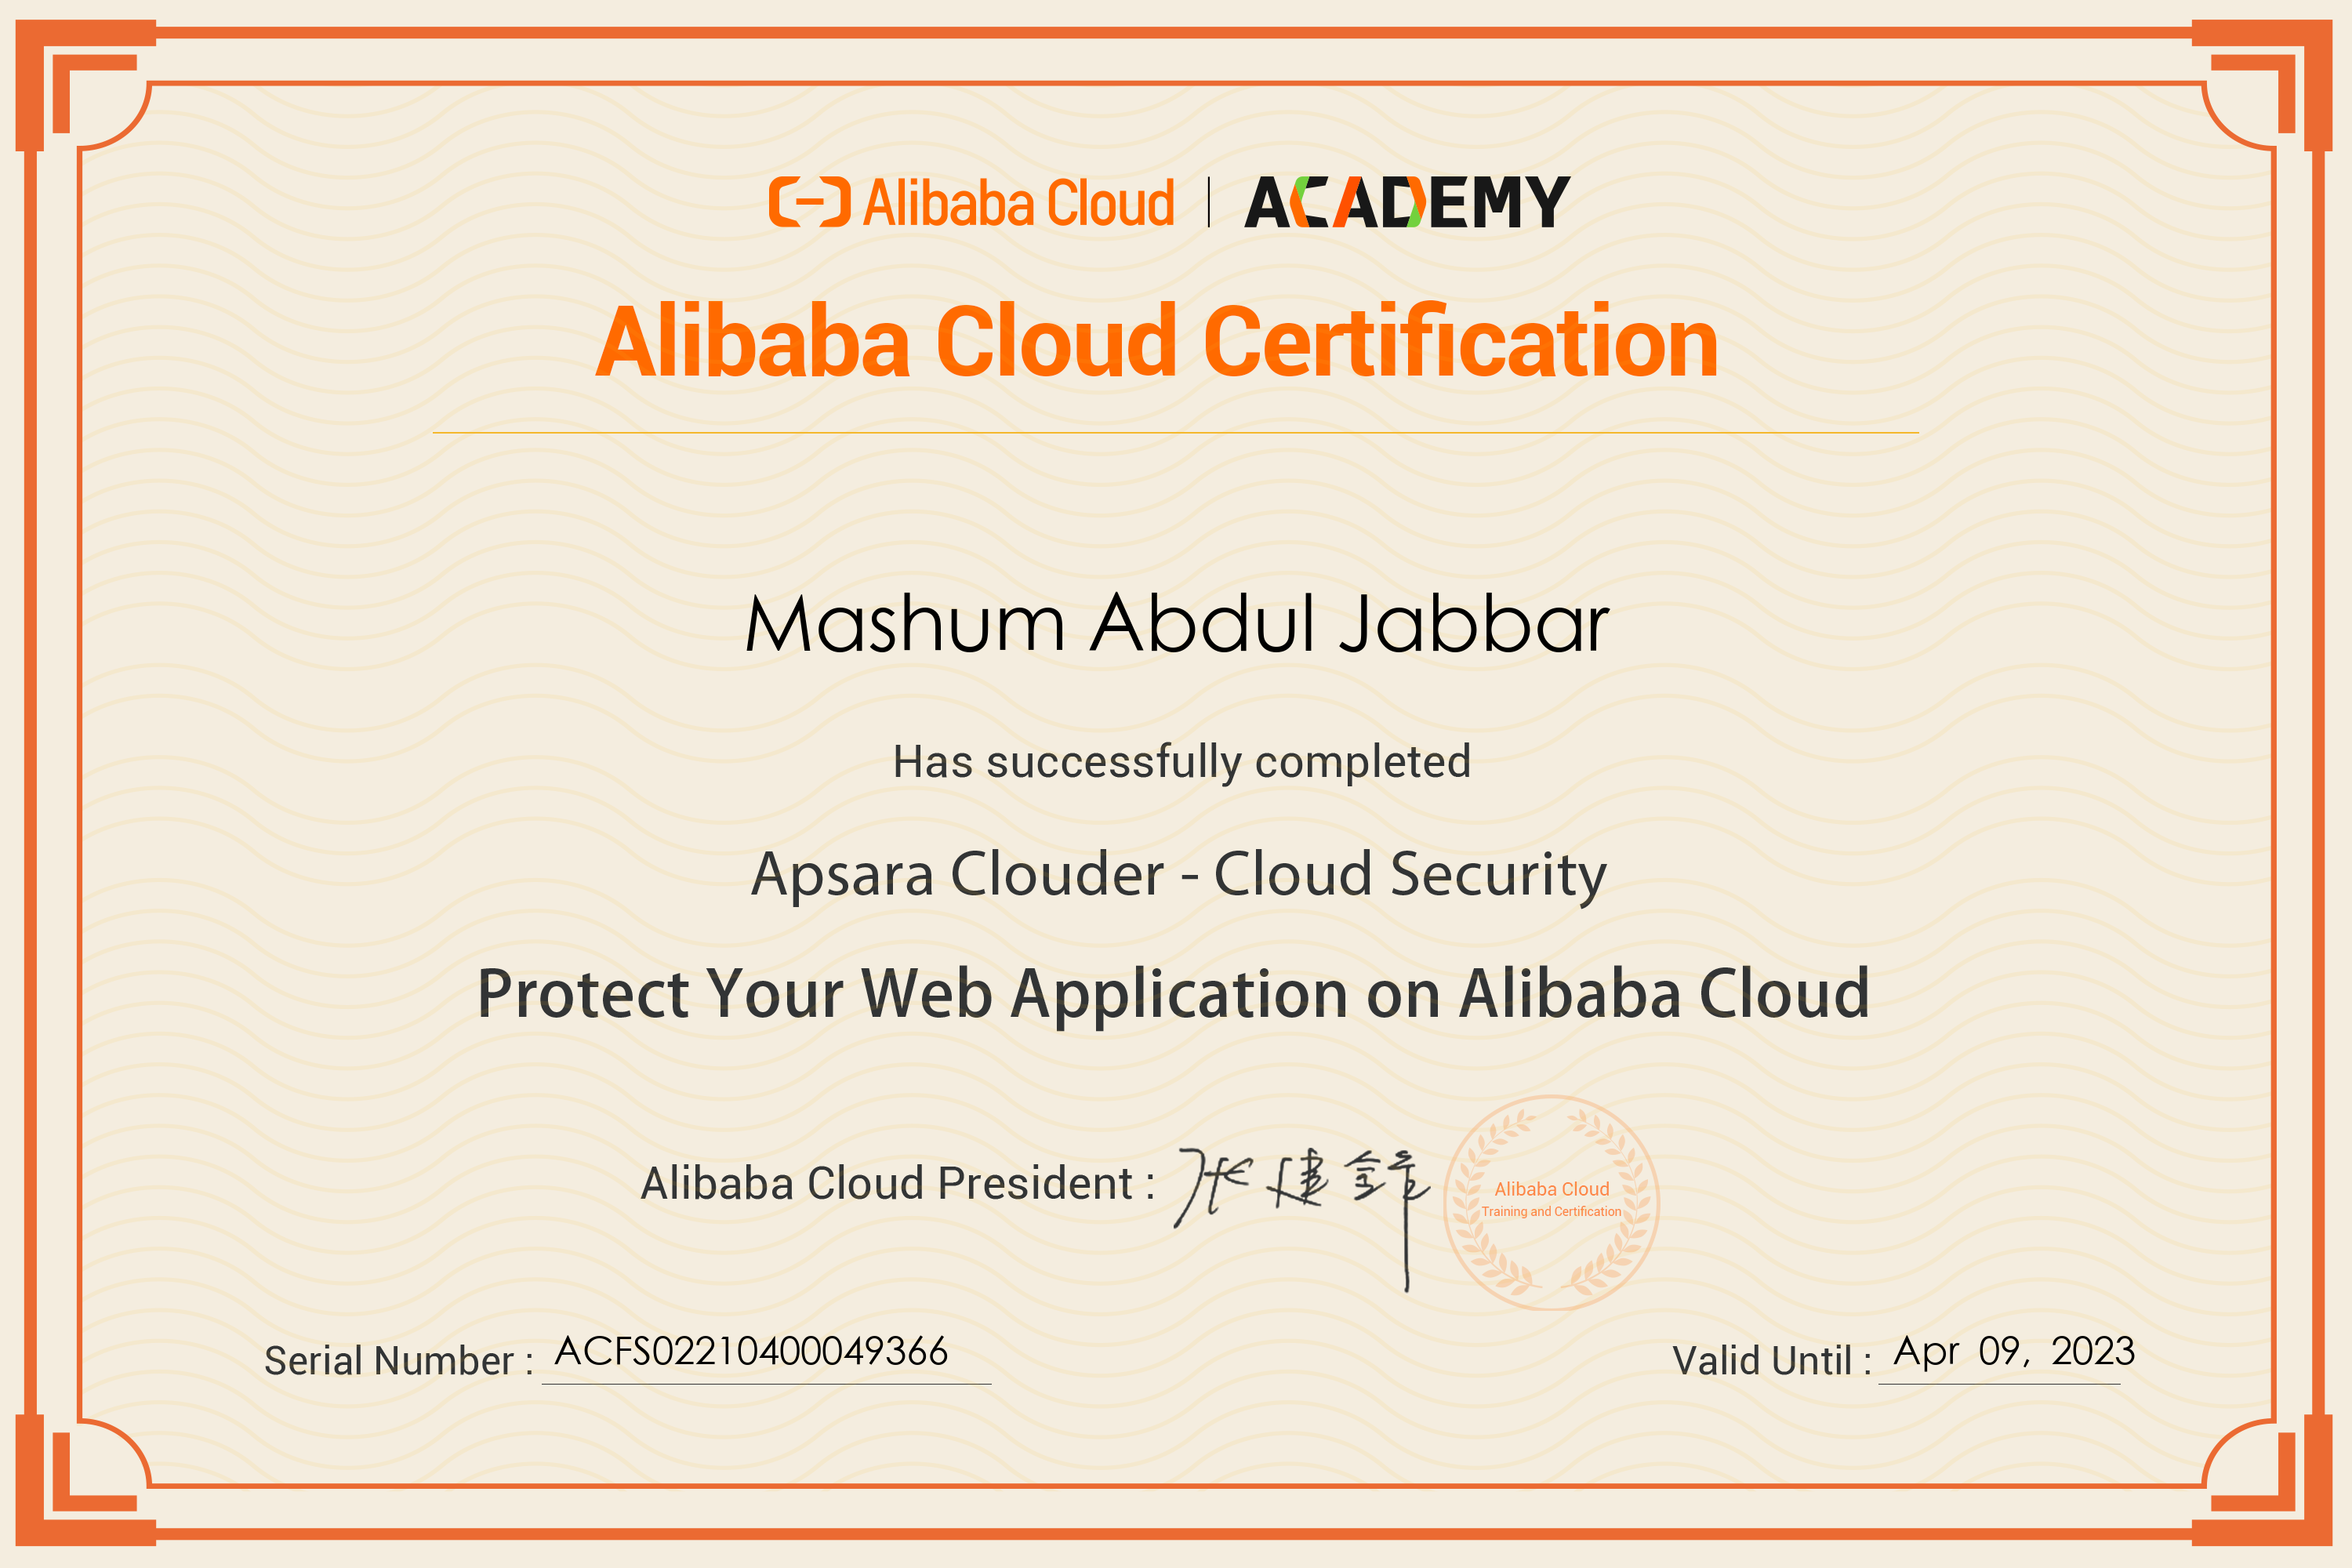 Alibaba Cloud | ACADEMY
Alibaba Cloud Certification
Mashum Abdul Jabbar
Has successfully completed
Apsara Clouder - Cloud Security
Protect Your Web Application on Alibaba Cloud
Alibaba Cloud President : 张建锋
Alibaba Cloud
Training and Certification
Serial Number : ACFS02210400049366
Valid Until : Apr 09, 2023